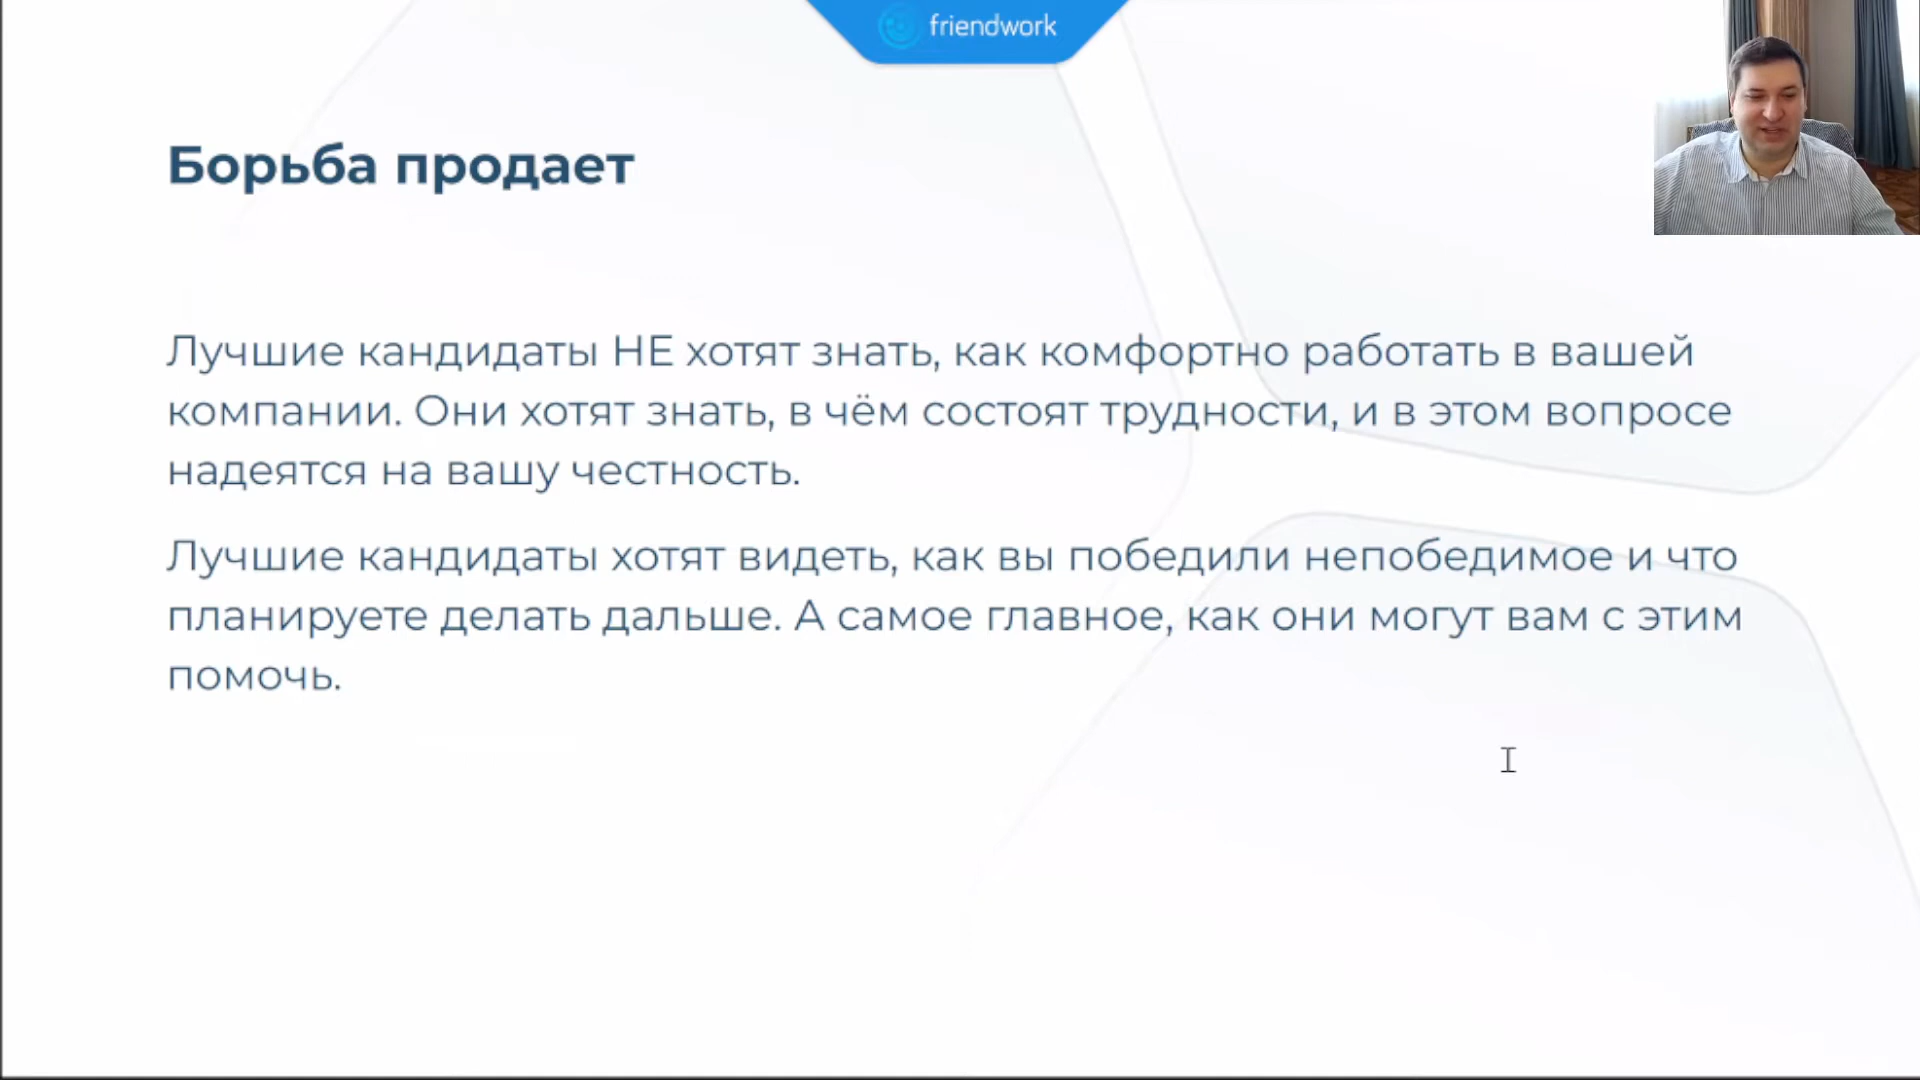 friendwork
Борьба продает
Лучшие кандидаты НЕ хотят знать, как комфортно работать в вашей
компании. Они хотят знать, в чём состоят трудности, и в этом вопросе
надеятся на вашу честность.
Лучшие кандидаты хотят видеть, как вы победили непобедимое и что
планируете делать дальше. А самое главное, как они могут вам с этим
помочь.